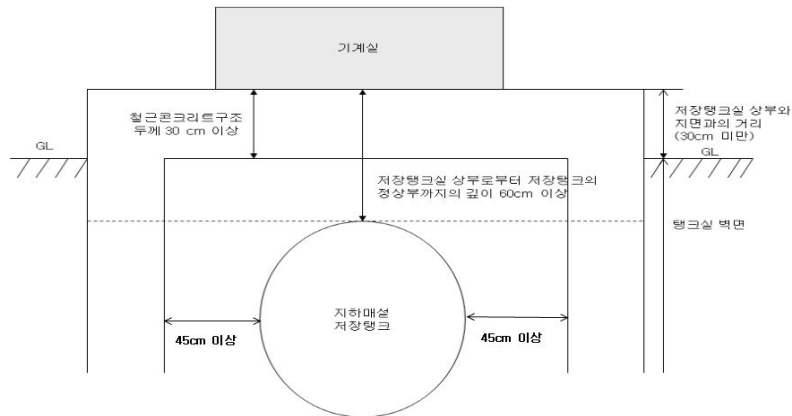 기계실
철근콘크리트구조
두께 30 cm 이상
저장탱크실 상부와
지면과의 거리
(30cm 미만)
GL
GL
저장탱크실 상부로부터 저장탱크의
정상부까지의 깊이 60cm 이상
탱크실 벽면
지하매설
저장탱크
45cm 이상
45cm 이상